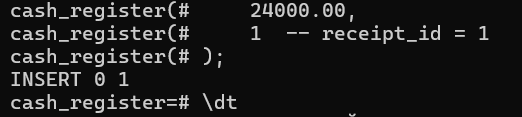 cash_register(#     24000.00,
cash_register(#     1  -- receipt_id = 1
cash_register(# );
INSERT 0 1
cash_register=# \dt